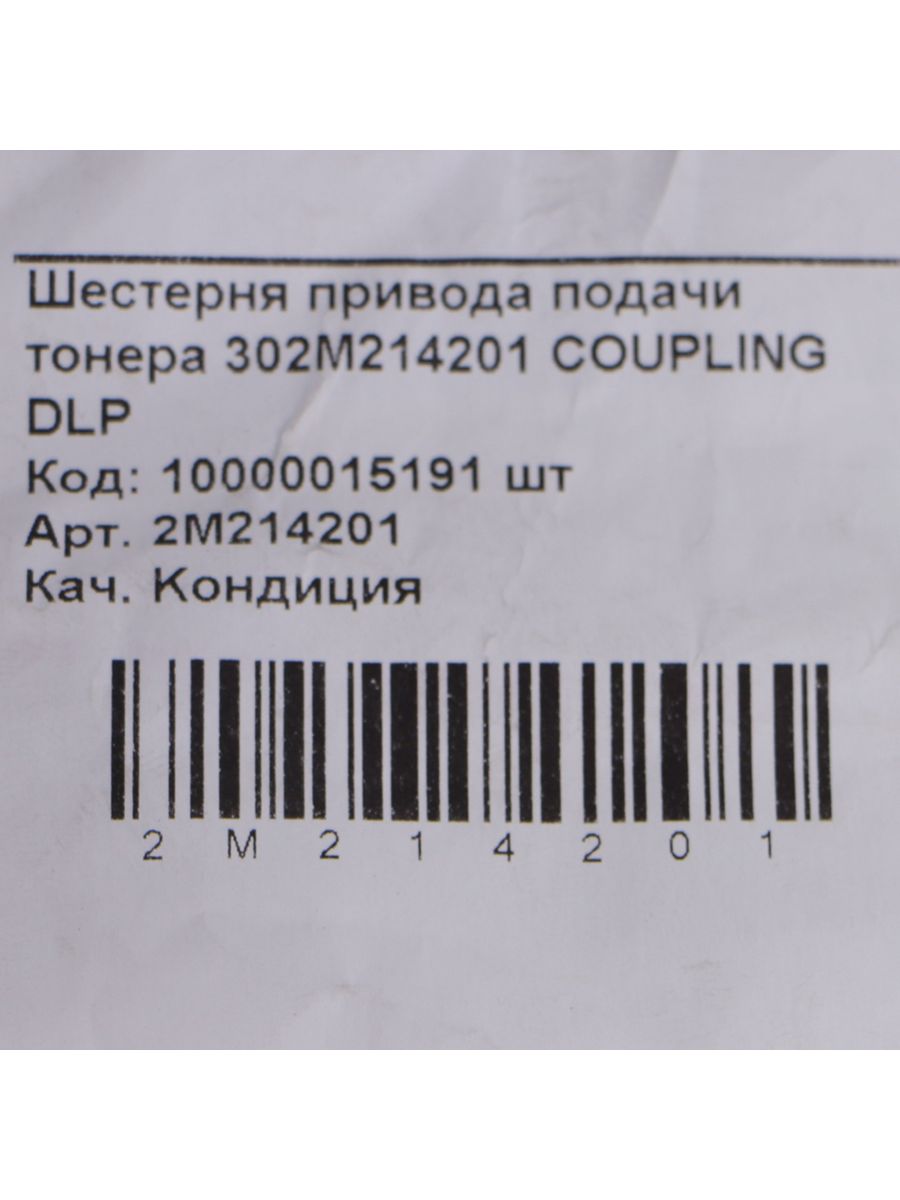 Шестерня привода подачи
тонера 302M214201 COUPLING
DLP
Код: 10000015191 шт
Арт. 2M214201
Кач. Кондиция
2 M 2 1 4 2 0 1